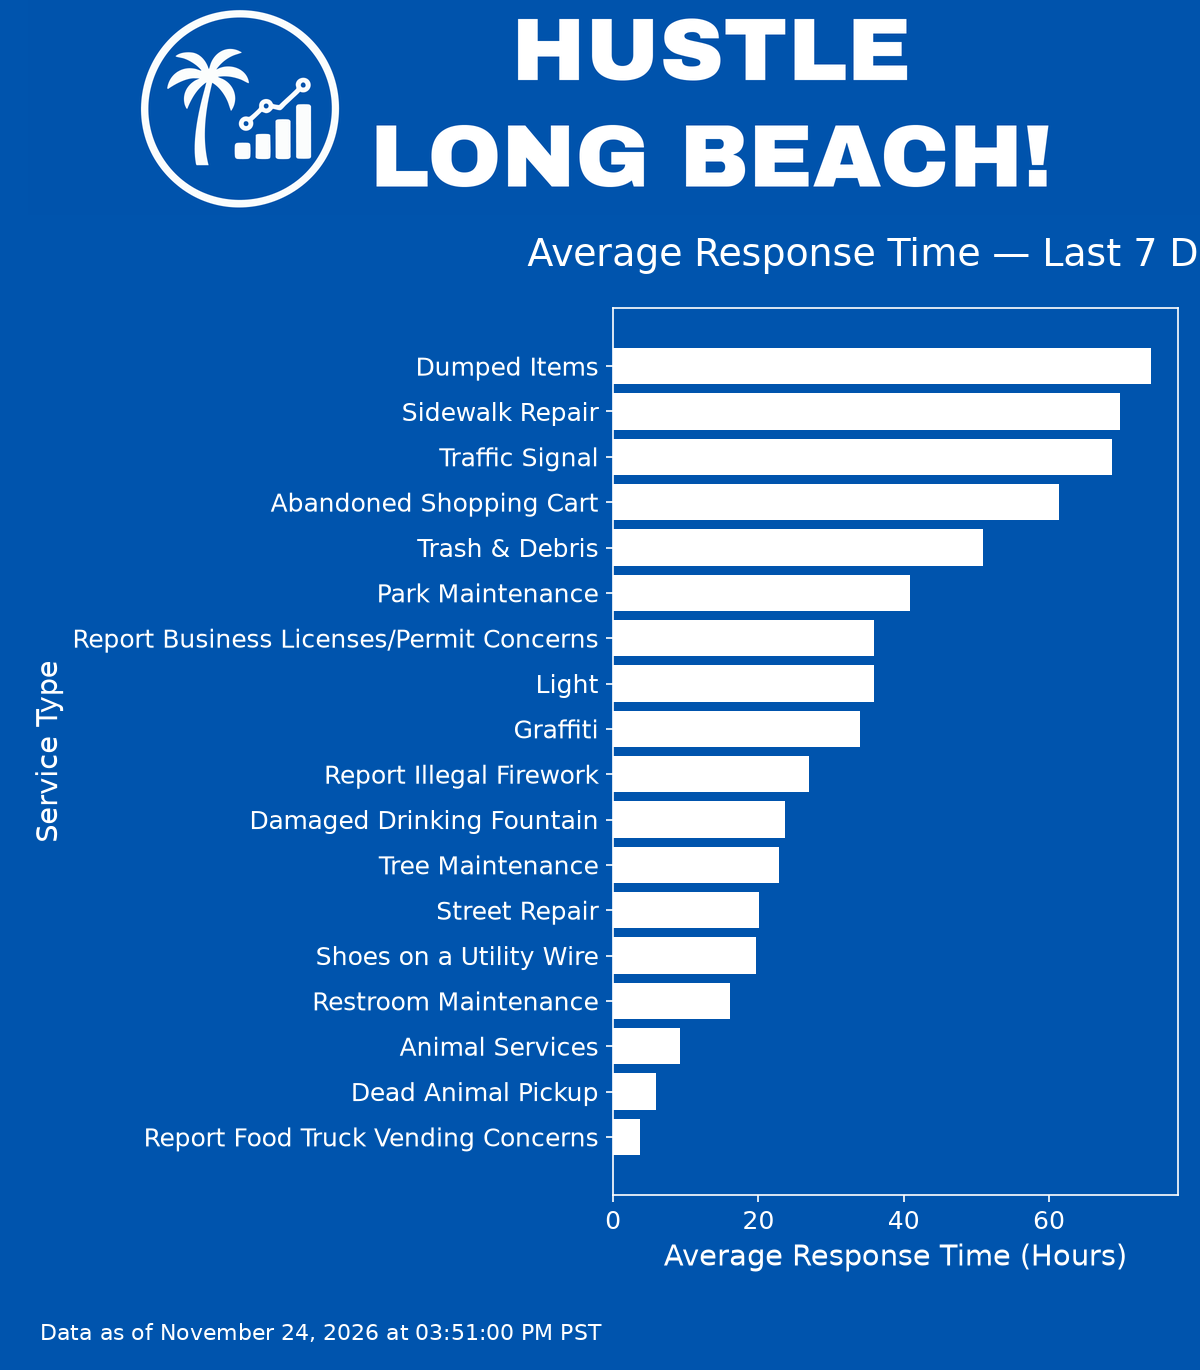 HUSTLE
LONG BEACH!
Average Response Time — Last 7 D
Dumped Items
Sidewalk Repair
Traffic Signal
Abandoned Shopping Cart
Trash & Debris
Park Maintenance
Report Business Licenses/Permit Concerns
Light
Graffiti
Report Illegal Firework
Damaged Drinking Fountain
Tree Maintenance
Street Repair
Shoes on a Utility Wire
Restroom Maintenance
Animal Services
Dead Animal Pickup
Report Food Truck Vending Concerns
Service Type
0 20 40 60
Average Response Time (Hours)
Data as of November 24, 2026 at 03:51:00 PM PST